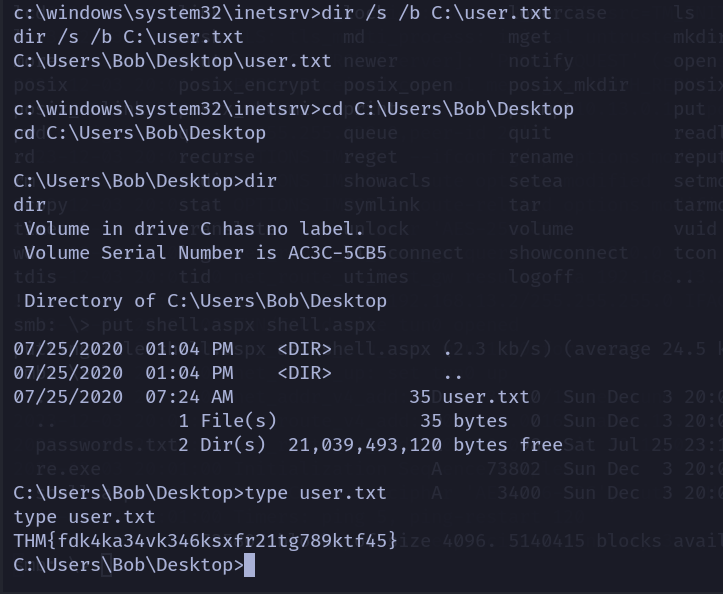 c:\windows\system32\inetsrv>dir /s /b C:\user.txt
dir /s /b C:\user.txt
C:\Users\Bob\Desktop\user.txt
c:\windows\system32\inetsrv>cd C:\Users\Bob\Desktop
cd C:\Users\Bob\Desktop
C:\Users\Bob\Desktop>dir
dir
 Volume in drive C has no label.
 Volume Serial Number is AC3C-5CB5
 Directory of C:\Users\Bob\Desktop
07/25/2020  01:04 PM    <DIR>          .
07/25/2020  01:04 PM    <DIR>          ..
07/25/2020  07:24 AM                35 user.txt
               1 File(s)             35 bytes
               2 Dir(s)  21,039,493,120 bytes free
C:\Users\Bob\Desktop>type user.txt
type user.txt
THM{fdk4ka34vk346ksxfr21tg789ktf45}
C:\Users\Bob\Desktop>